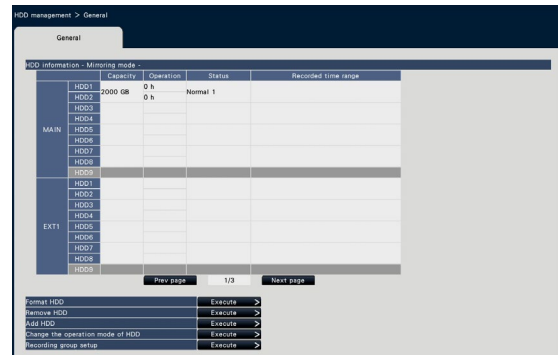 HDD management > General
General
HDD information - Mirroring mode -
Capacity Operation Status Recorded time range
MAIN
HDD1 2000 GB 0 h Normal 1
HDD2 0 h
HDD3
HDD4
HDD5
HDD6
HDD7
HDD8
HDD9
EXT1
HDD1
HDD2
HDD3
HDD4
HDD5
HDD6
HDD7
HDD8
HDD9
Prev page 1/3 Next page
Format HDD Execute >
Remove HDD Execute >
Add HDD Execute >
Change the operation mode of HDD Execute >
Recording group setup Execute >